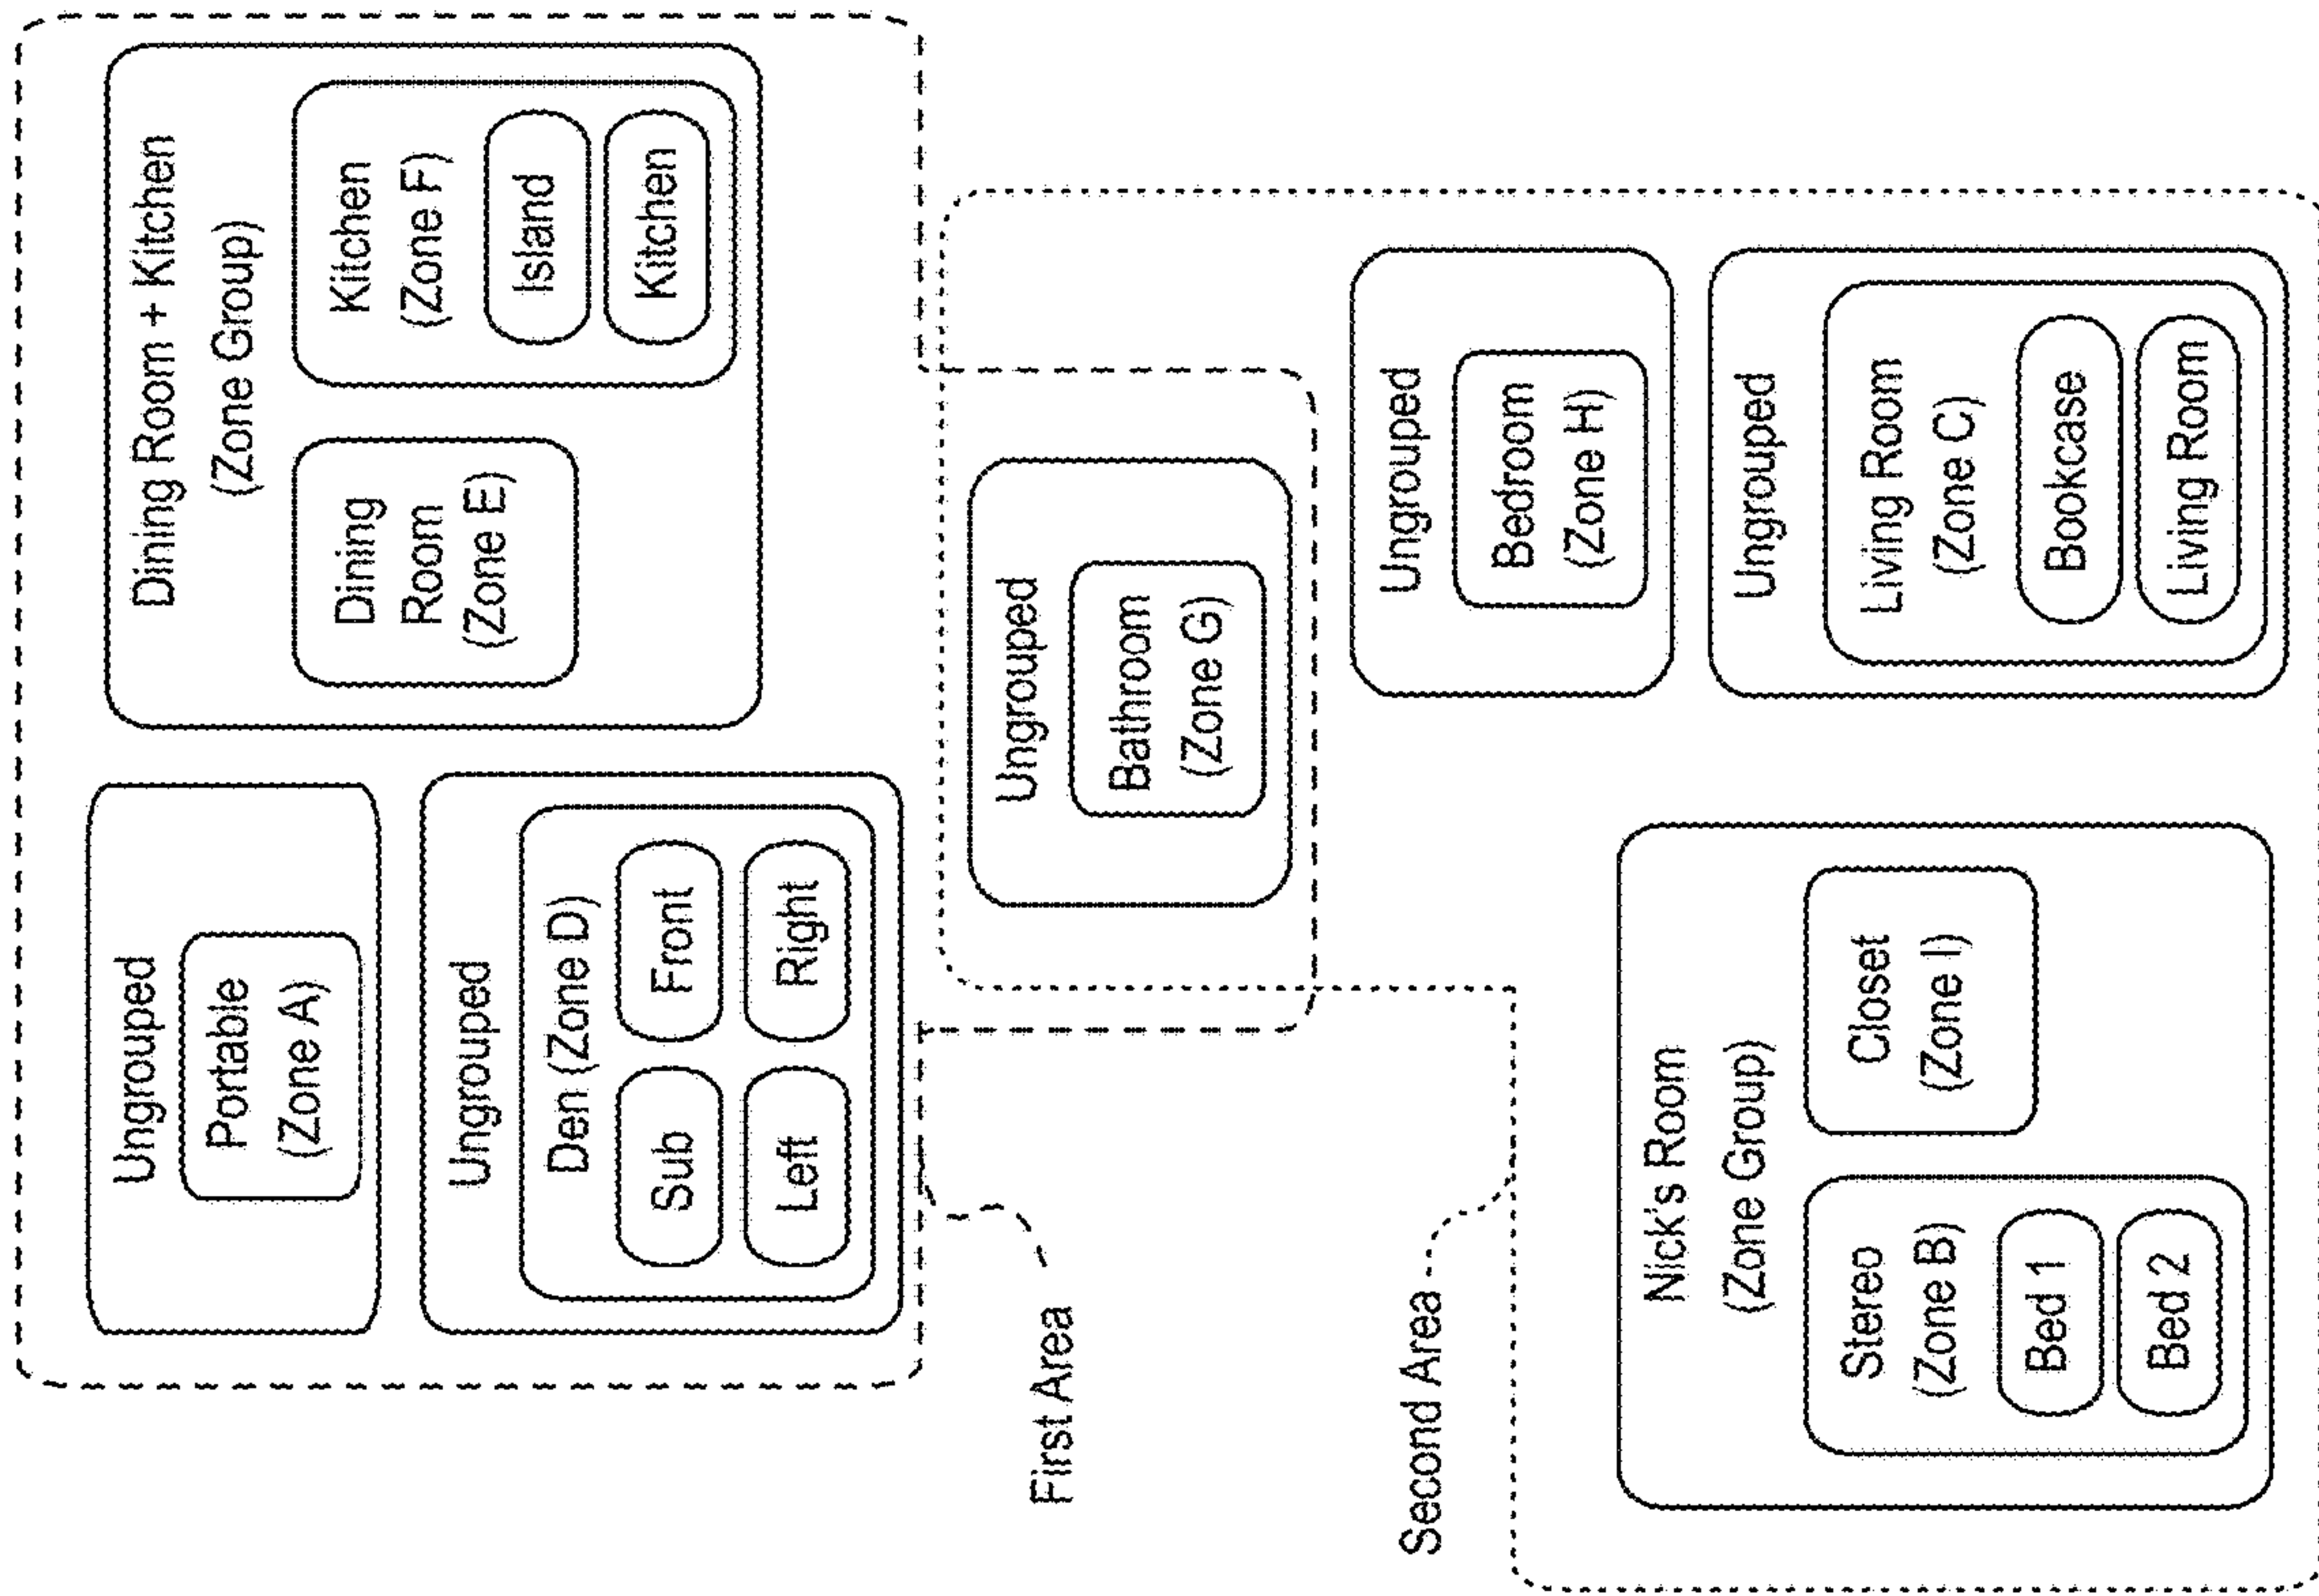 Ungrouped
Portable
(Zone A)
Dining Room + Kitchen
(Zone Group)
Dining
Room
(Zone E)
Kitchen
(Zone F)
Island
Kitchen
Ungrouped
Den (Zone D)
Sub
Front
Left
Right
Ungrouped
Bathroom
(Zone G)
First Area
Second Area
Ungrouped
Bedroom
(Zone H)
Nick's Room
(Zone Group)
Stereo
(Zone B)
Bed 1
Bed 2
Closet
(Zone I)
Ungrouped
Living Room
(Zone C)
Bookcase
Living Room